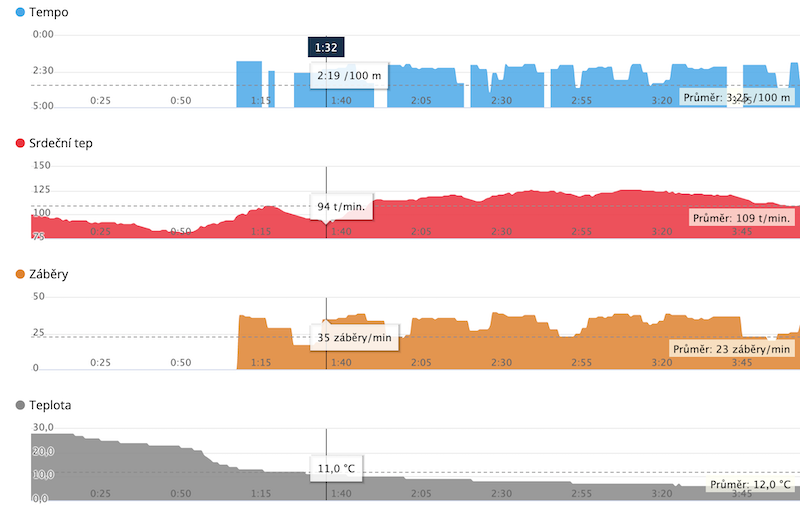 Tempo
0:00
1:32
2:30
2:19 /100 m
5:00
0:25 0:50 1:15 1:40 2:05 2:30 2:55 3:20 3:45
Průměr: 3:25 /100 m
Srdeční tep
150
125
94 t/min.
100
Průměr: 109 t/min.
75
0:25 0:50 1:15 1:40 2:05 2:30 2:55 3:20 3:45
Záběry
50
25
35 záběry/min
Průměr: 23 záběry/min
0
0:25 0:50 1:15 1:40 2:05 2:30 2:55 3:20 3:45
Teplota
30,0
20,0
11,0 °C
10,0
Průměr: 12,0 °C
0,0
0:25 0:50 1:15 1:40 2:05 2:30 2:55 3:20 3:45